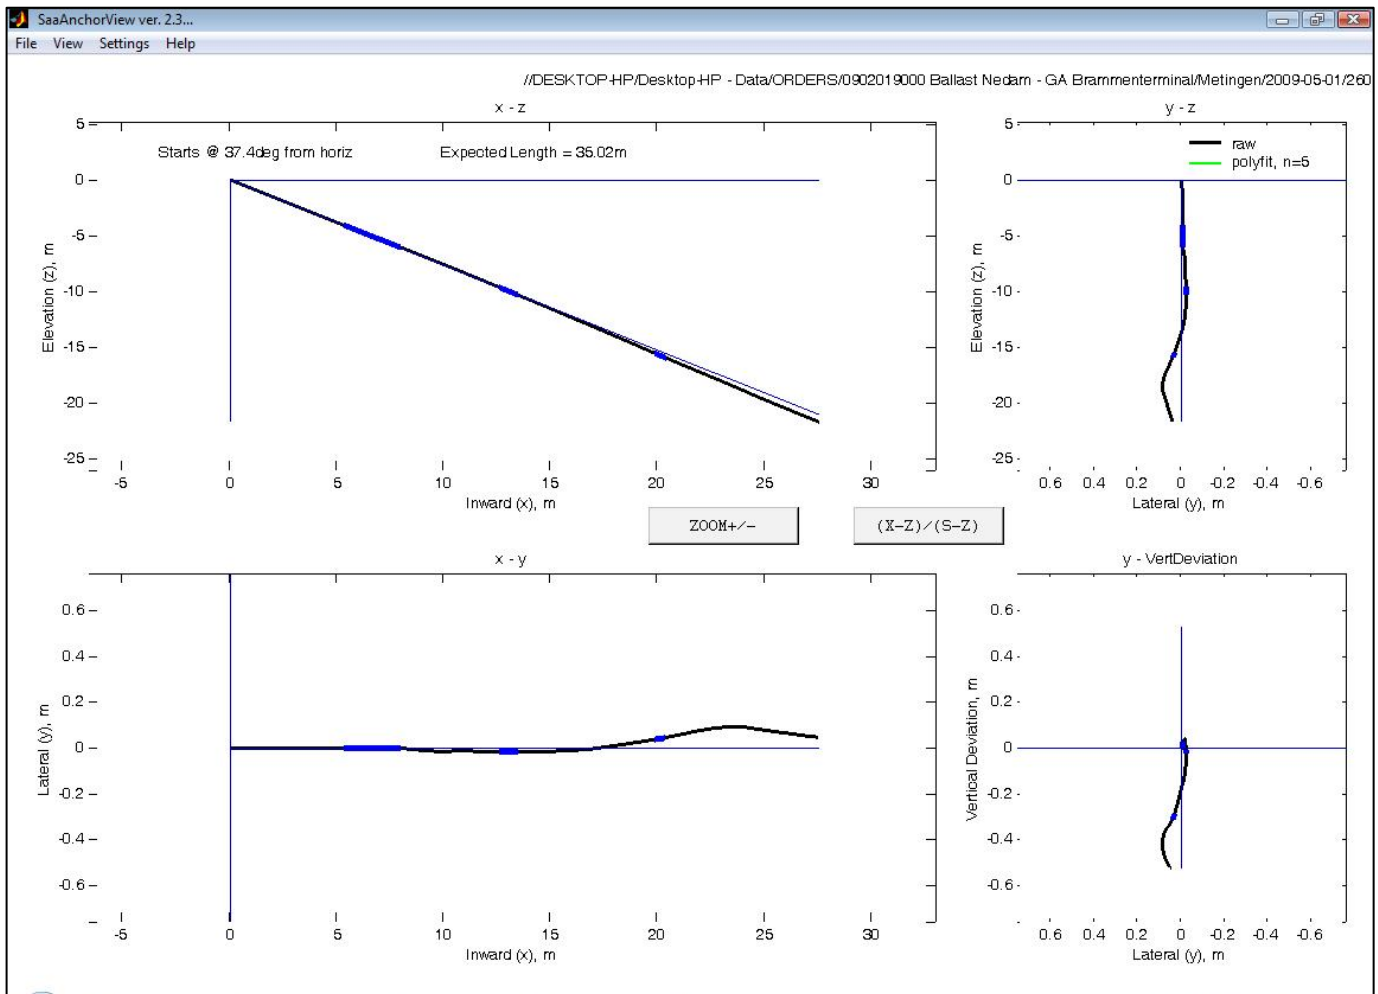 SaaAnchorView ver. 2.3...
File View Settings Help
//DESKTOP-HP/Desktop-HP - Data/ORDERS/0902019000 Ballast Nedam - GA Brammenterminal/Metingen/2009-05-01/260
x - z
Starts @ 37.4deg from horiz Expected Length = 35.02m
Elevation (z), m
5
0
-5
-10
-15
-20
-25
-5 0 5 10 15 20 25 30
Inward (x), m
y - z
raw
polyfit, n=5
Elevation (z), m
5
0
-5
-10
-15
-20
-25
0.6 0.4 0.2 0 -0.2 -0.4 -0.6
Lateral (y), m
ZOOM+/- (X-Z)/(S-Z)
x - y
Lateral (y), m
0.6
0.4
0.2
0
-0.2
-0.4
-0.6
-5 0 5 10 15 20 25 30
Inward (x), m
y - VertDeviation
Vertical Deviation, m
0.6
0.4
0.2
0
-0.2
-0.4
-0.6
0.6 0.4 0.2 0 -0.2 -0.4 -0.6
Lateral (y), m